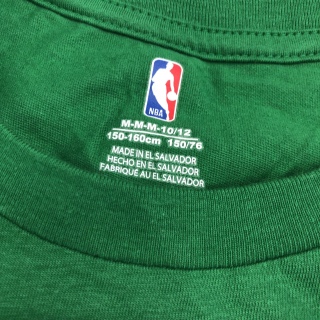 NBA
M-M-M-10/12
150-160cm 150/76
MADE IN EL SALVADOR
HECHO EN EL SALVADOR
FABRIQUÉ AU EL SALVADOR